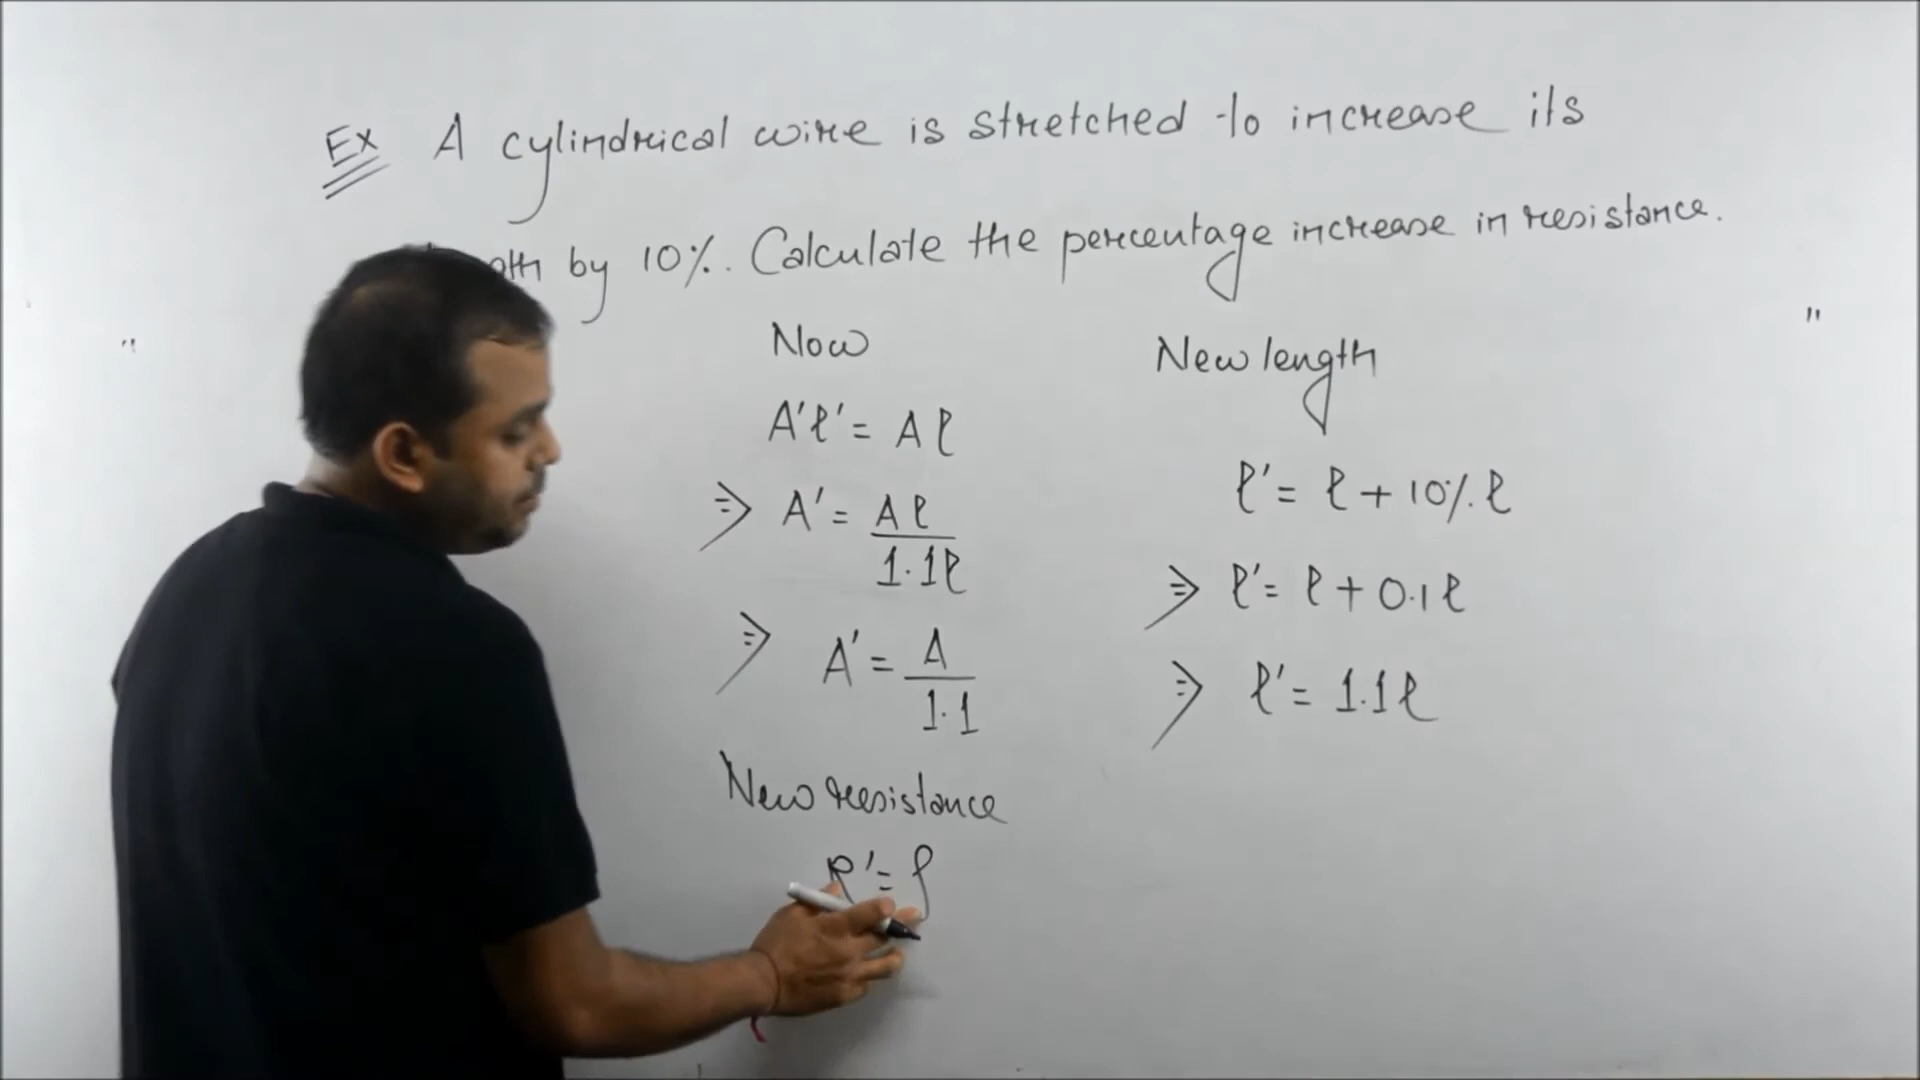 Ex A cylindrical wire is stretched to increase its
by 10%. Calculate the percentage increase in resistance.
Now
A'l' = Al
⇒ A' = Al / 1.1l
⇒ A' = A / 1.1
New resistance
R' = ρ
New length
l' = l + 10% l
⇒ l' = l + 0.1l
⇒ l' = 1.1l